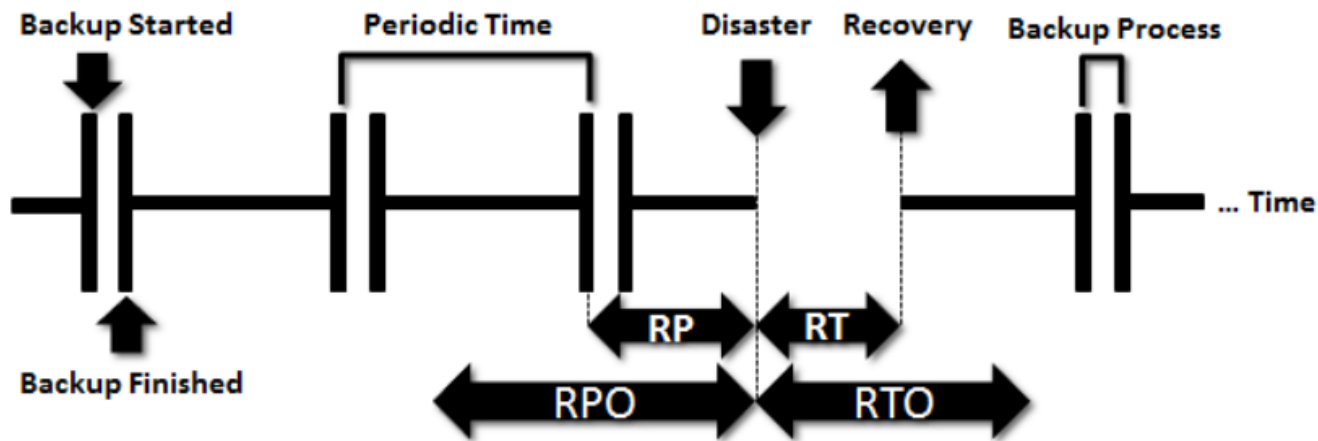 Backup Started
Periodic Time
Disaster
Recovery
Backup Process
... Time
RP
RT
Backup Finished
RPO
RTO